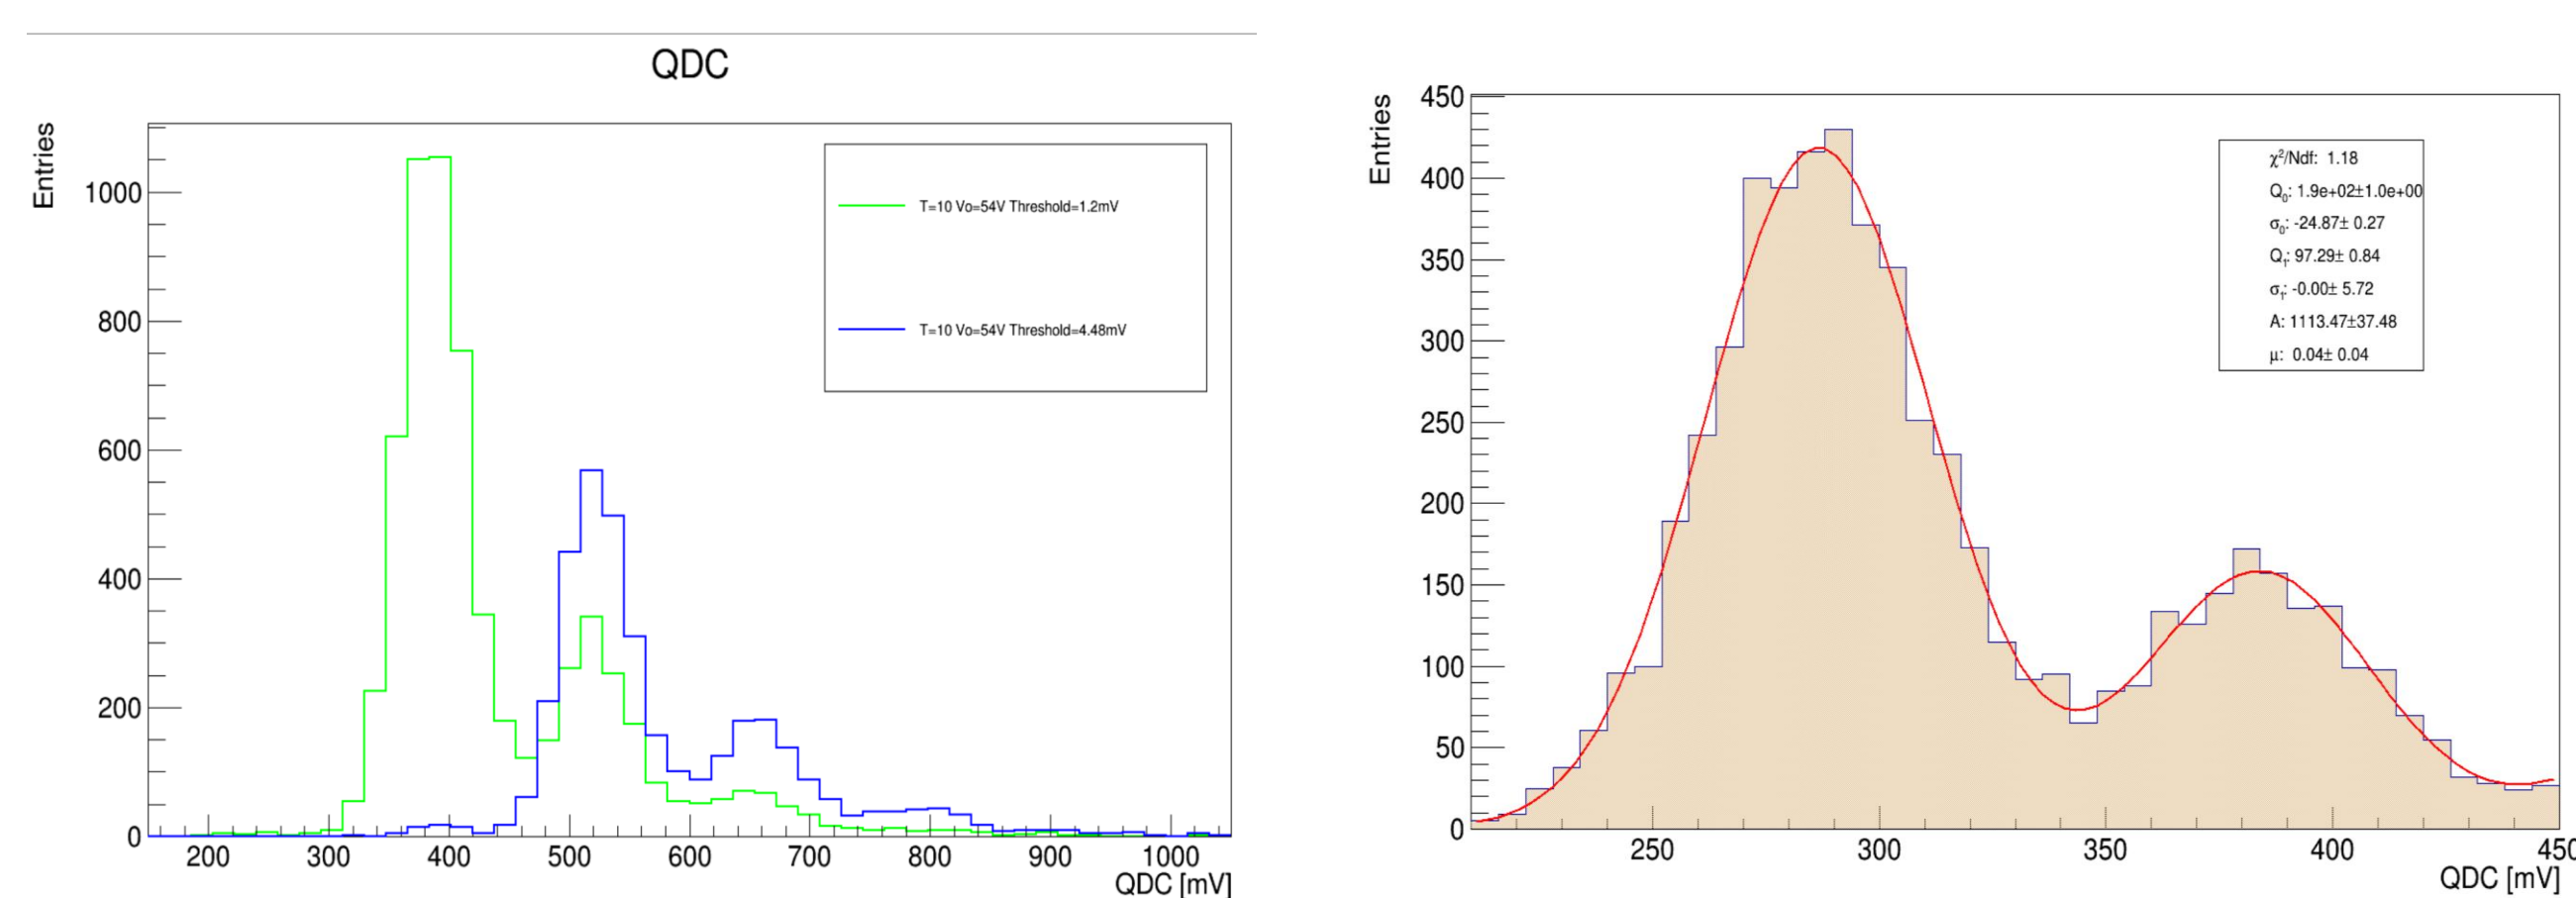 QDC
Entries
1000
800
600
400
200
0
T=10 Vo=54V Threshold=1.2mV
T=10 Vo=54V Threshold=4.48mV
200 300 400 500 600 700 800 900 1000
QDC [mV]
Entries
450
400
350
300
250
200
150
100
50
0
χ²/Ndf: 1.18
Q₀: 1.9e+02±1.0e+00
σ₀: -24.87± 0.27
Q₁: 97.29± 0.84
σ₁: -0.00± 5.72
A: 1113.47±37.48
μ: 0.04± 0.04
250 300 350 400 450
QDC [mV]